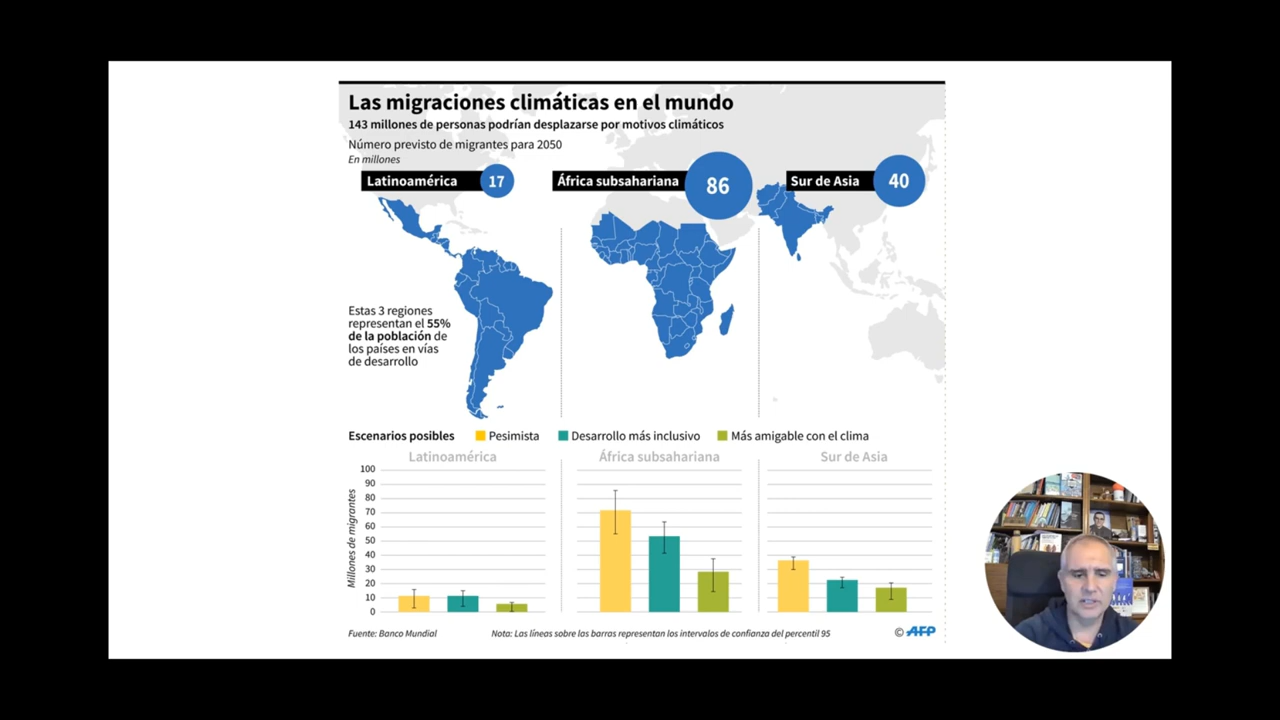 Las migraciones climáticas en el mundo
143 millones de personas podrían desplazarse por motivos climáticos
Número previsto de migrantes para 2050
En millones
Latinoamérica 17
África subsahariana 86
Sur de Asia 40
Estas 3 regiones
representan el 55%
de la población de
los países en vías
de desarrollo
Escenarios posibles Pesimista Desarrollo más inclusivo Más amigable con el clima
Latinoamérica África subsahariana Sur de Asia
Millones de migrantes
100
90
80
70
60
50
40
30
20
10
0
Fuente: Banco Mundial
Nota: Las líneas sobre las barras representan los intervalos de confianza del percentil 95
© AFP